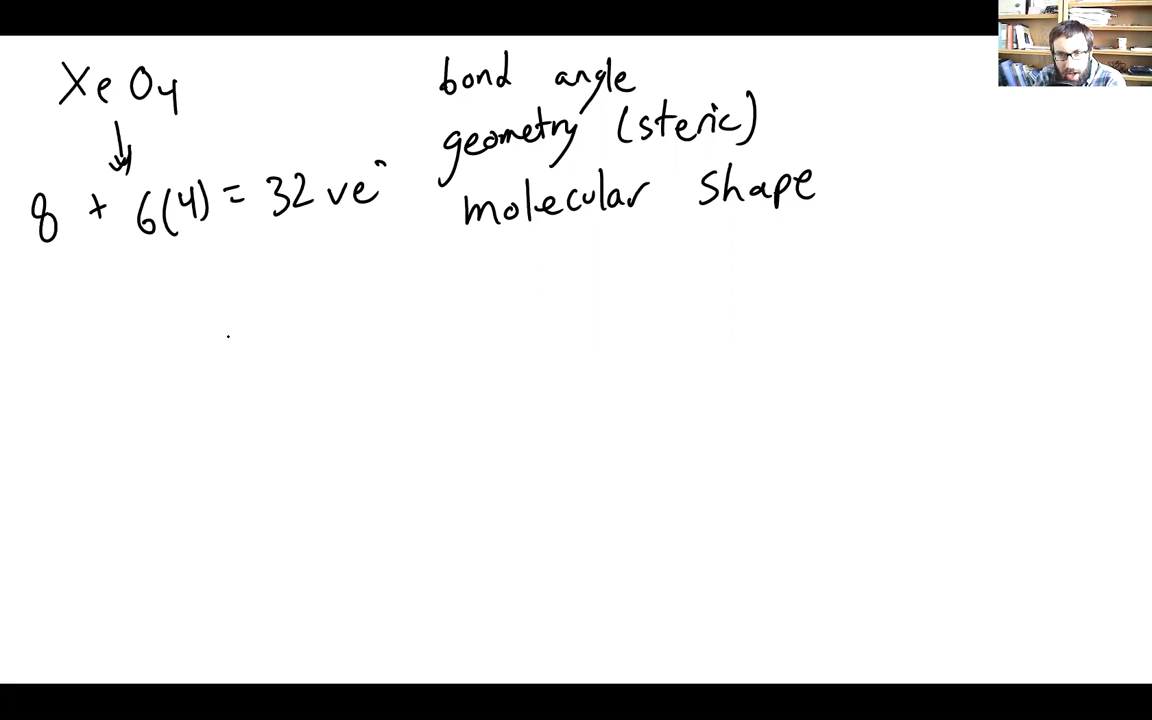 XeO₄
↓
8 + 6(4) = 32 ve⁻
bond angle
geometry (steric)
molecular shape